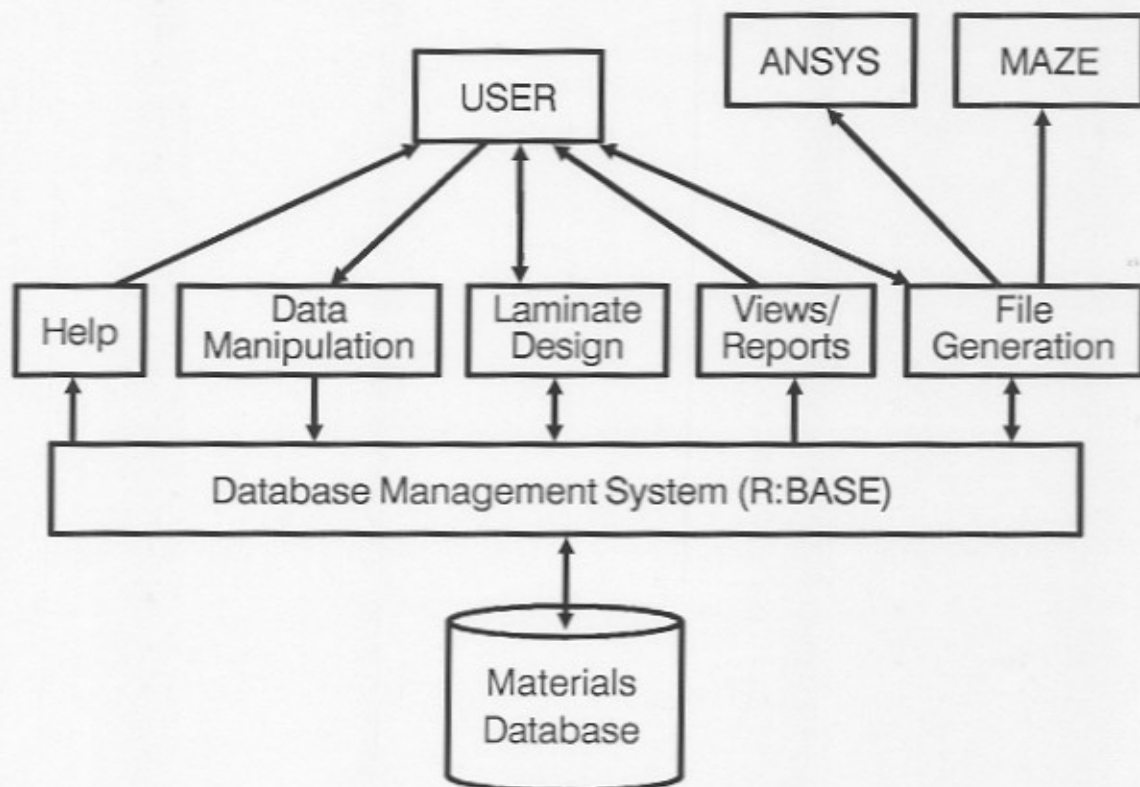 USER
ANSYS
MAZE
Help
Data
Manipulation
Laminate
Design
Views/
Reports
File
Generation
Database Management System (R:BASE)
Materials
Database